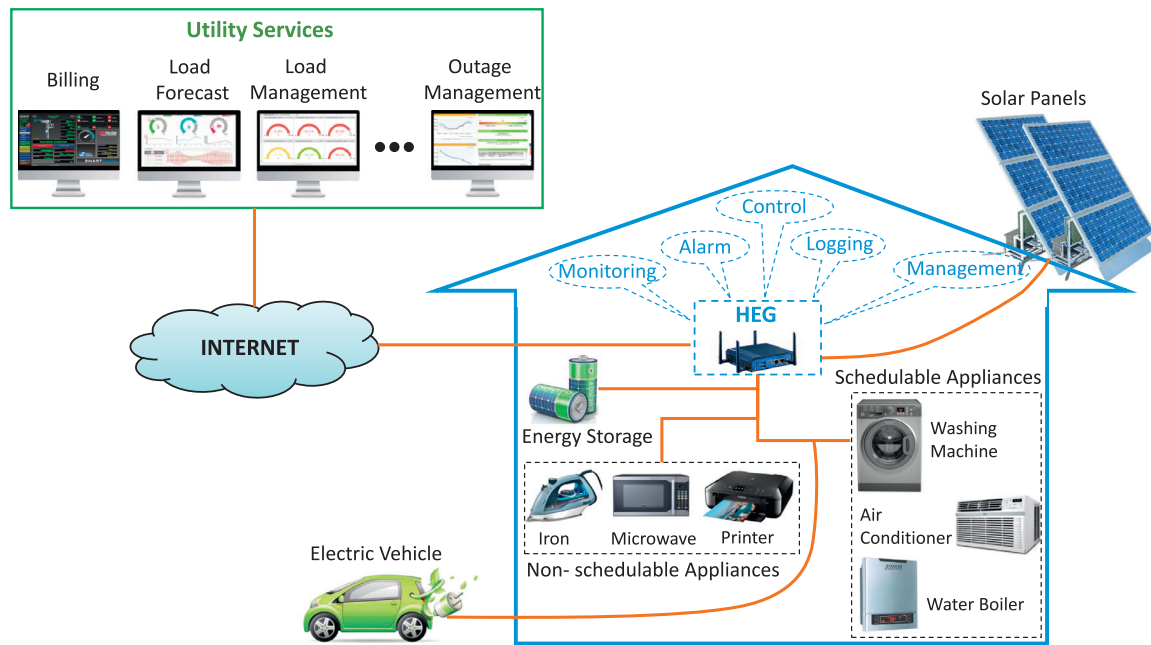 Utility Services
Billing
Load
Forecast
Load
Management
Outage
Management
Solar Panels
Control
Alarm
Logging
Monitoring
Management
HEG
INTERNET
Schedulable Appliances
Energy Storage
Washing
Machine
Iron
Microwave
Printer
Air
Conditioner
Non- schedulable Appliances
Electric Vehicle
Water Boiler